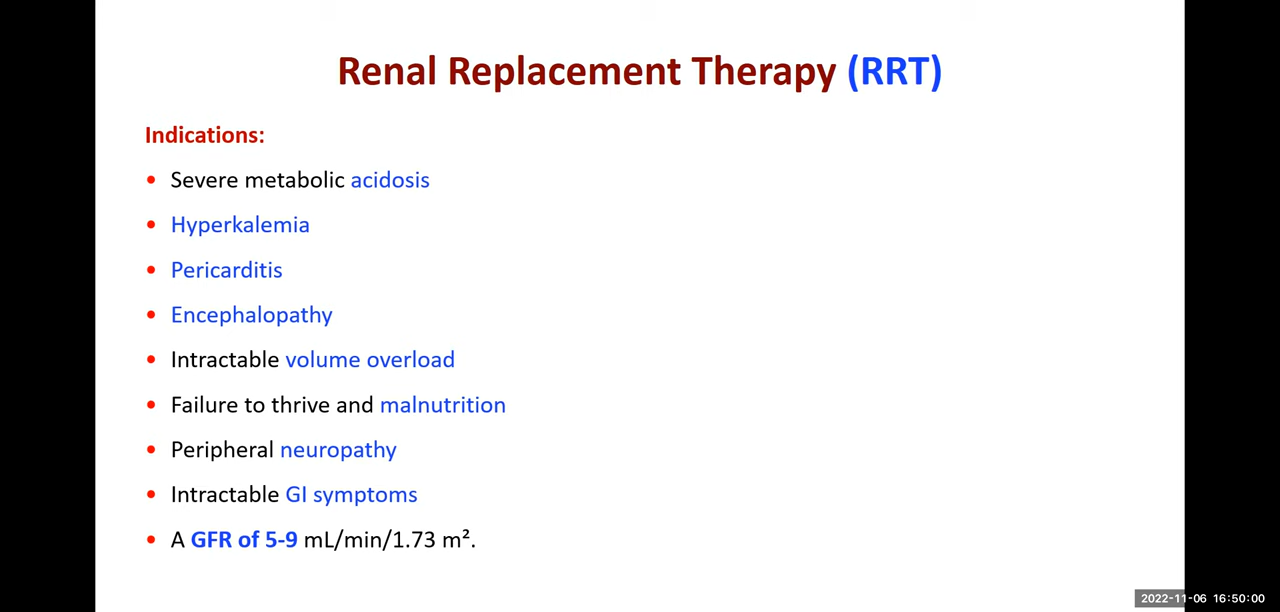 Renal Replacement Therapy (RRT)
Indications:
• Severe metabolic acidosis
• Hyperkalemia
• Pericarditis
• Encephalopathy
• Intractable volume overload
• Failure to thrive and malnutrition
• Peripheral neuropathy
• Intractable GI symptoms
• A GFR of 5-9 mL/min/1.73 m².
2022-11-06 16:50:00